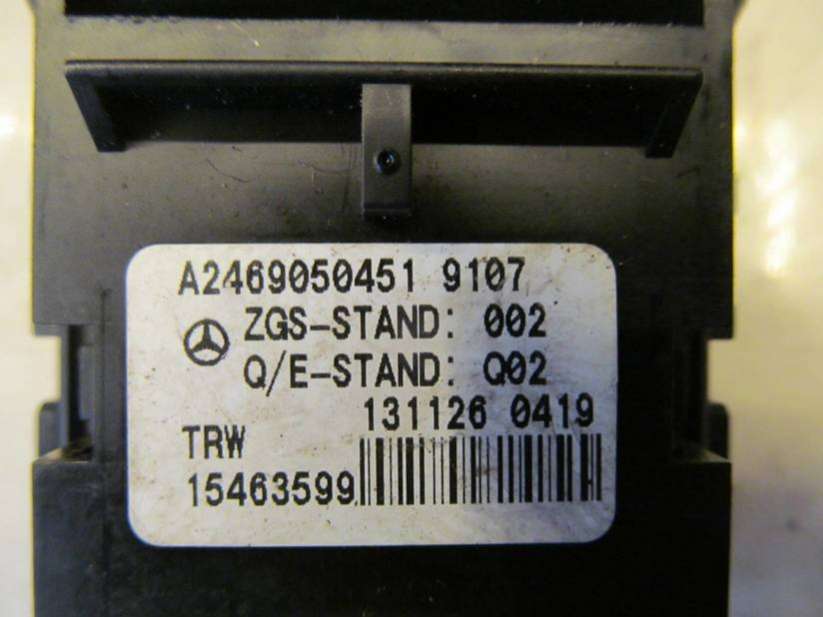 A2469050451 9107
ZGS-STAND: 002
Q/E-STAND: Q02
131126 0419
TRW
15463599